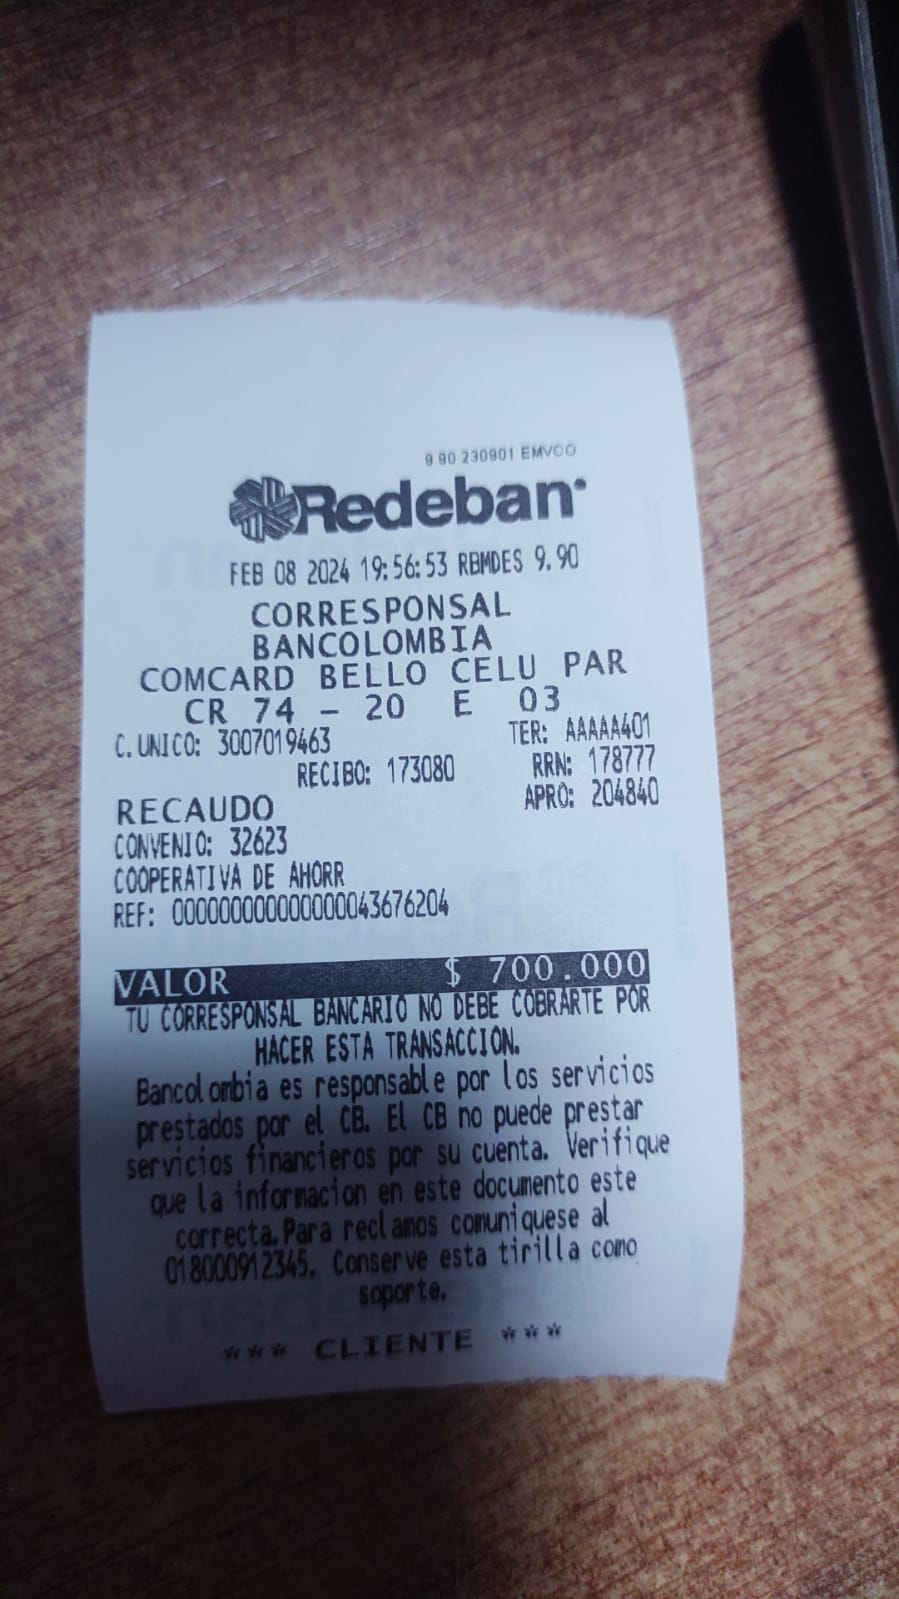 9 90 230901 EMVCO
Redeban
FEB 08 2024 19:56:53 RBMDES 9.90
CORRESPONSAL
BANCOLOMBIA
COMCARD BELLO CELU PAR
CR 74 - 20 E 03
C.UNICO: 3007019463 TER: AAAAA401
RECIBO: 173080 RRN: 178777
RECAUDO APRO: 204840
CONVENIO: 32623
COOPERATIVA DE AHORR
REF: 000000000000000043676204
VALOR $ 700.000
TU CORRESPONSAL BANCARIO NO DEBE COBRARTE POR
HACER ESTA TRANSACCION.
Bancolombia es responsable por los servicios
prestados por el CB. El CB no puede prestar
servicios financieros por su cuenta. Verifique
que la informacion en este documento este
correcta.Para reclamos comuniquese al
018000912345. Conserve esta tirilla como
soporte.
*** CLIENTE ***